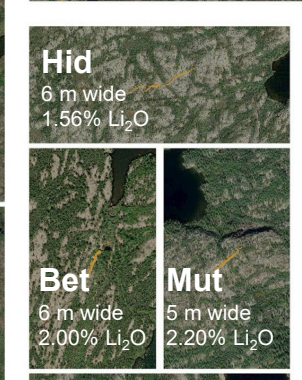 Hid
6 m wide
1.56% Li₂O
Bet
6 m wide
2.00% Li₂O
Mut
5 m wide
2.20% Li₂O